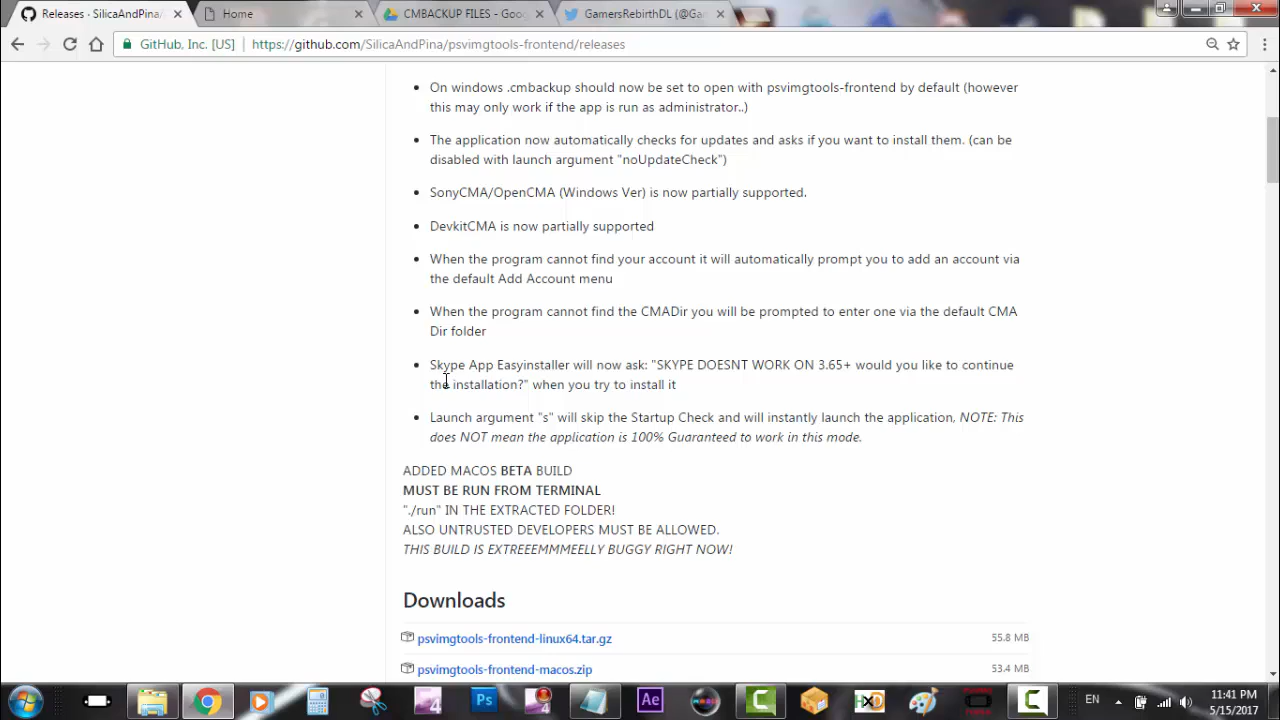 Releases · SilicaAndPina/p
Home
CMBACKUP FILES – Goo
GamersRebirthDL (@Gan
GitHub, Inc. [US]
https://github.com/SilicaAndPina/psvimgtools-frontend/releases
On windows .cmbackup should now be set to open with psvimgtools-frontend by default (however
this may only work if the app is run as administrator..)
The application now automatically checks for updates and asks if you want to install them. (can be
disabled with launch argument "noUpdateCheck")
SonyCMA/OpenCMA (Windows Ver) is now partially supported.
DevkitCMA is now partially supported
When the program cannot find your account it will automatically prompt you to add an account via
the default Add Account menu
When the program cannot find the CMADir you will be prompted to enter one via the default CMA
Dir folder
Skype App Easyinstaller will now ask: "SKYPE DOESNT WORK ON 3.65+ would you like to continue
the installation?" when you try to install it
Launch argument "s" will skip the Startup Check and will instantly launch the application, NOTE: This
does NOT mean the application is 100% Guaranteed to work in this mode.
ADDED MACOS BETA BUILD
MUST BE RUN FROM TERMINAL
"./run" IN THE EXTRACTED FOLDER!
ALSO UNTRUSTED DEVELOPERS MUST BE ALLOWED.
THIS BUILD IS EXTREEEMMMEELLY BUGGY RIGHT NOW!
Downloads
psvimgtools-frontend-linux64.tar.gz
55.8 MB
psvimgtools-frontend-macos.zip
53.4 MB
4
Ps
Ae
EN
11:41 PM
5/15/2017